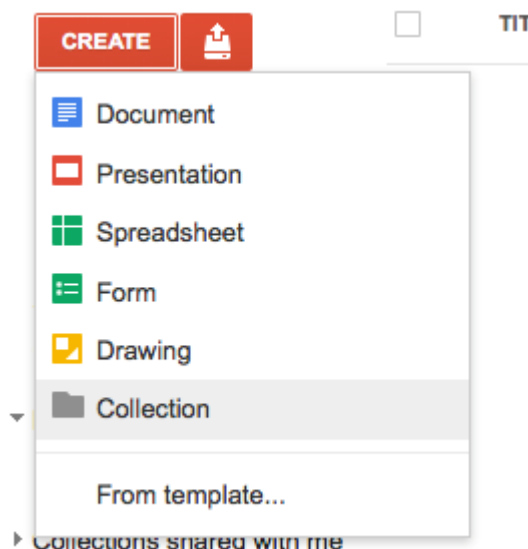 CREATE
TIT
Document
Presentation
Spreadsheet
Form
Drawing
Collection
From template...
Collections shared with me